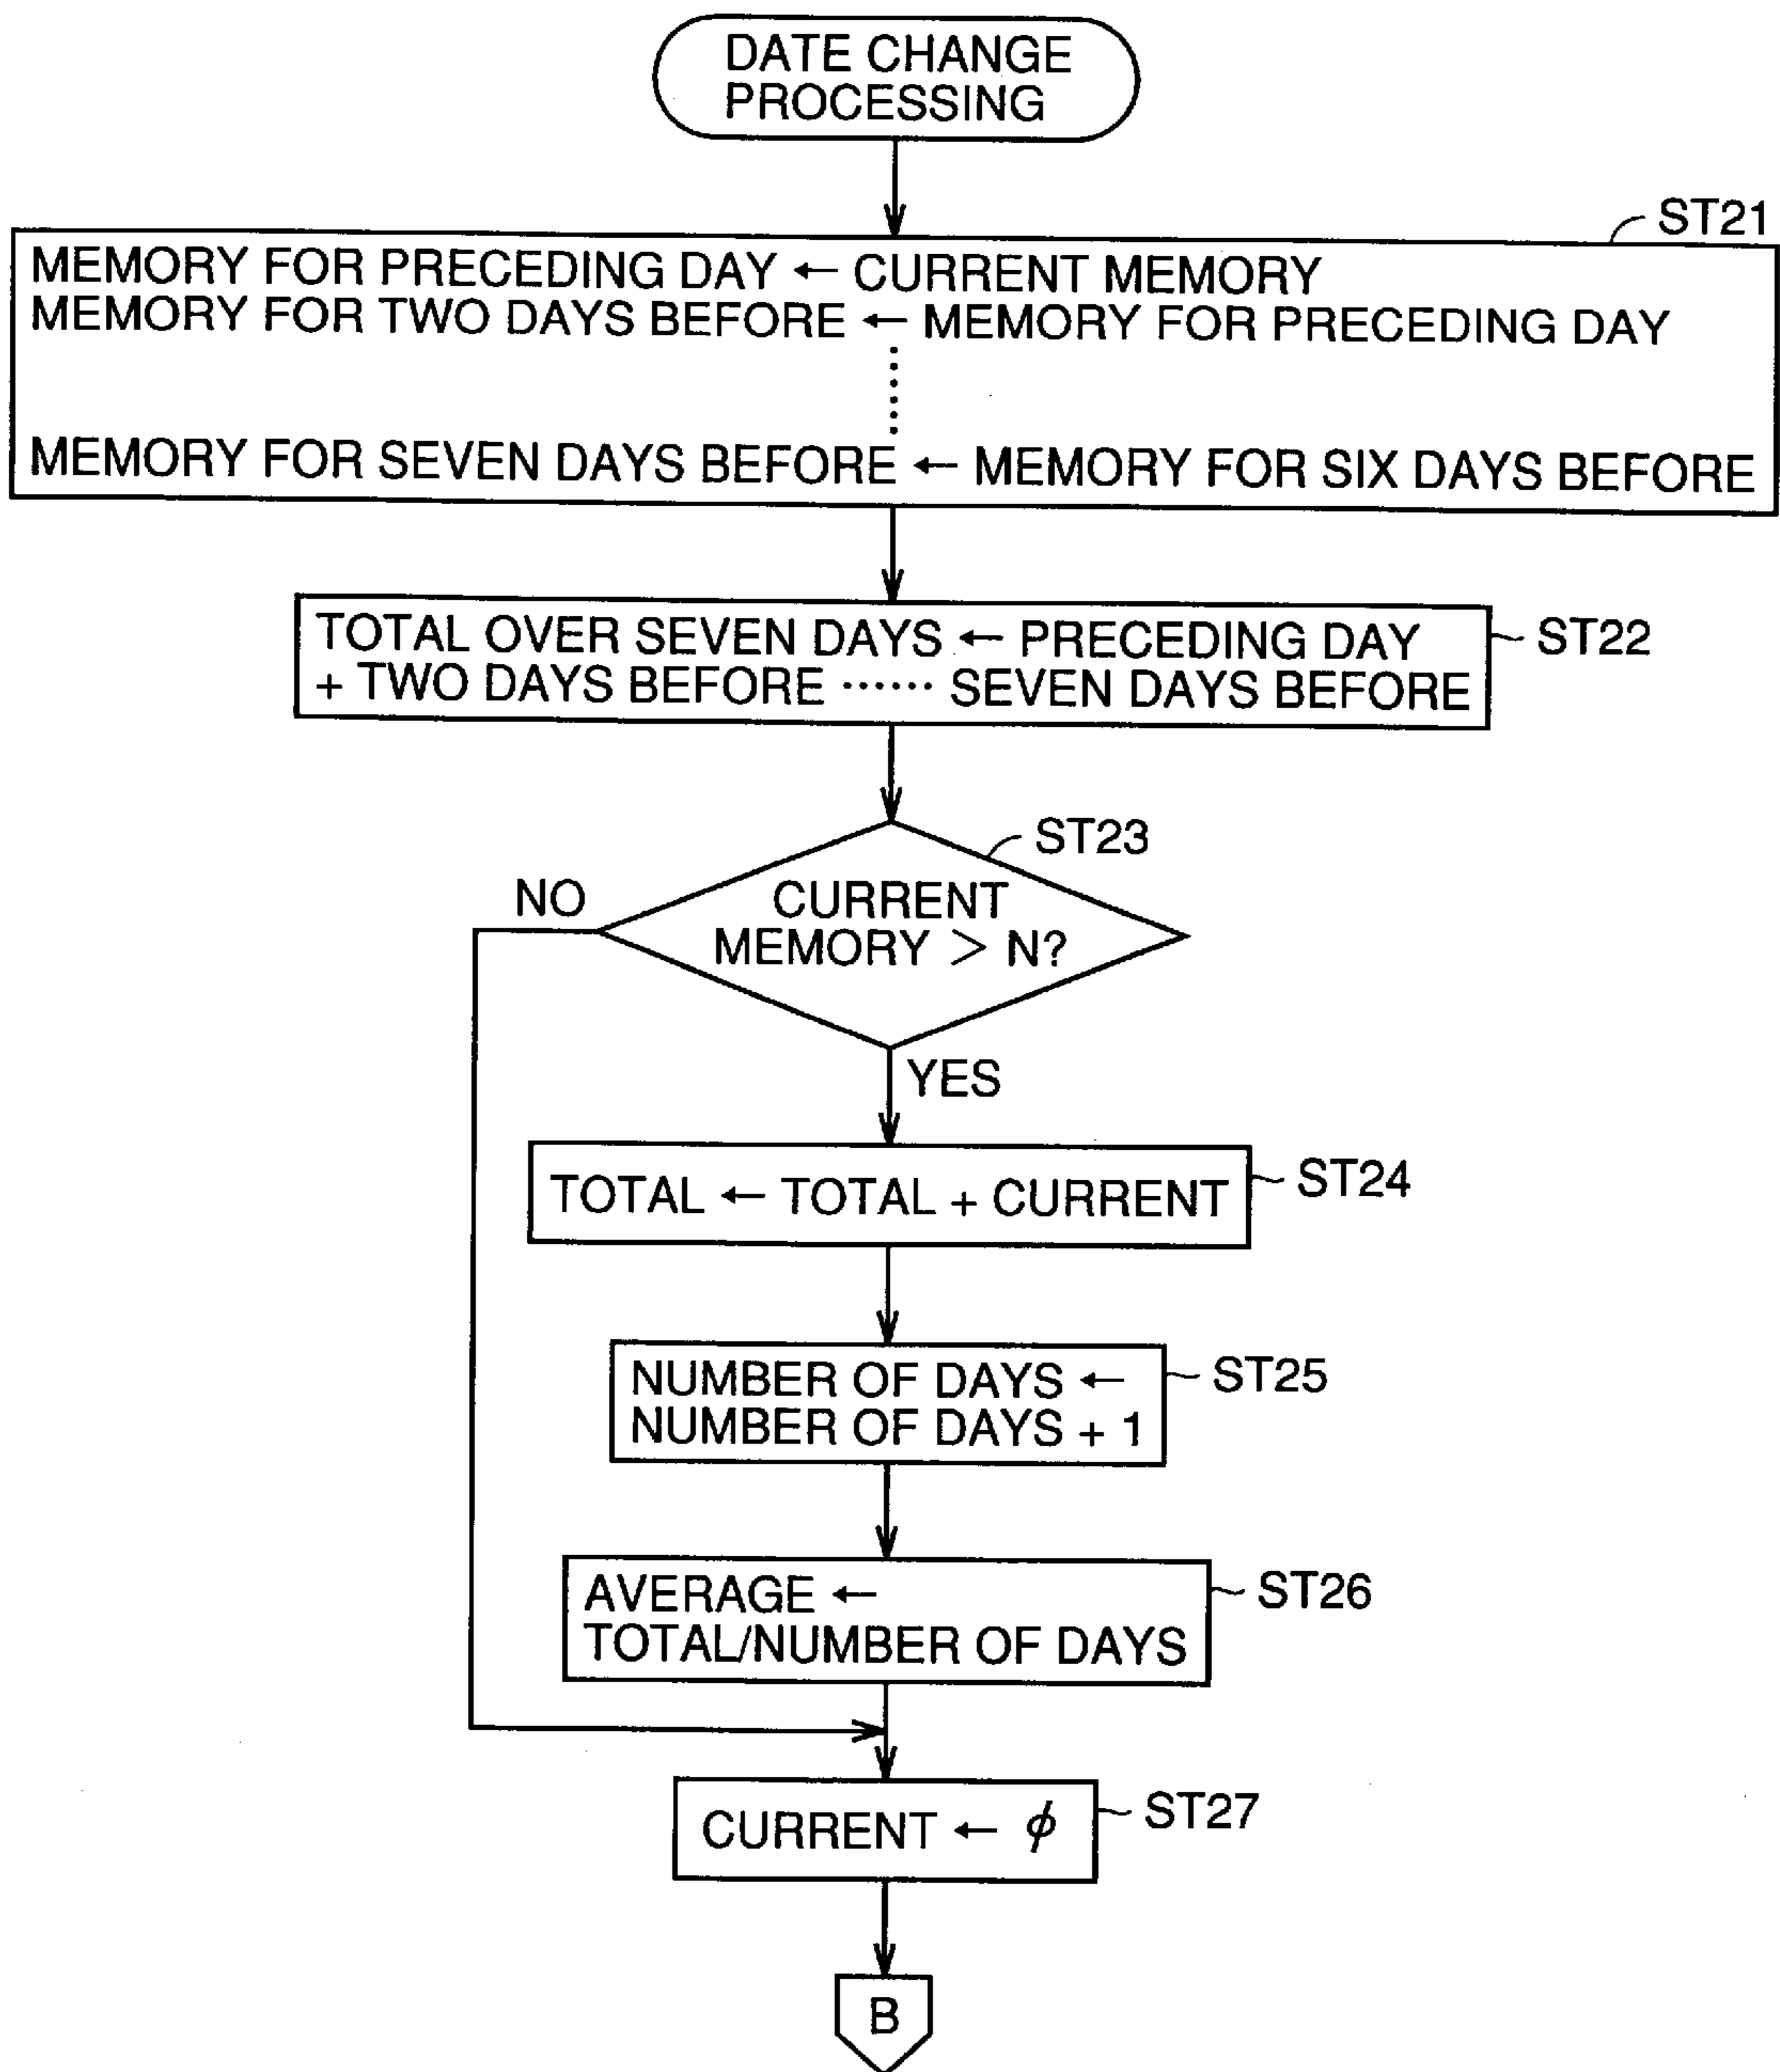 DATE CHANGE
PROCESSING
ST21
MEMORY FOR PRECEDING DAY ← CURRENT MEMORY
MEMORY FOR TWO DAYS BEFORE ← MEMORY FOR PRECEDING DAY
MEMORY FOR SEVEN DAYS BEFORE ← MEMORY FOR SIX DAYS BEFORE
TOTAL OVER SEVEN DAYS ← PRECEDING DAY
+ TWO DAYS BEFORE ······ SEVEN DAYS BEFORE
ST22
ST23
NO
CURRENT
MEMORY > N?
YES
TOTAL ← TOTAL + CURRENT
ST24
NUMBER OF DAYS ←
NUMBER OF DAYS + 1
ST25
AVERAGE ←
TOTAL/NUMBER OF DAYS
ST26
CURRENT ← ϕ
ST27
B